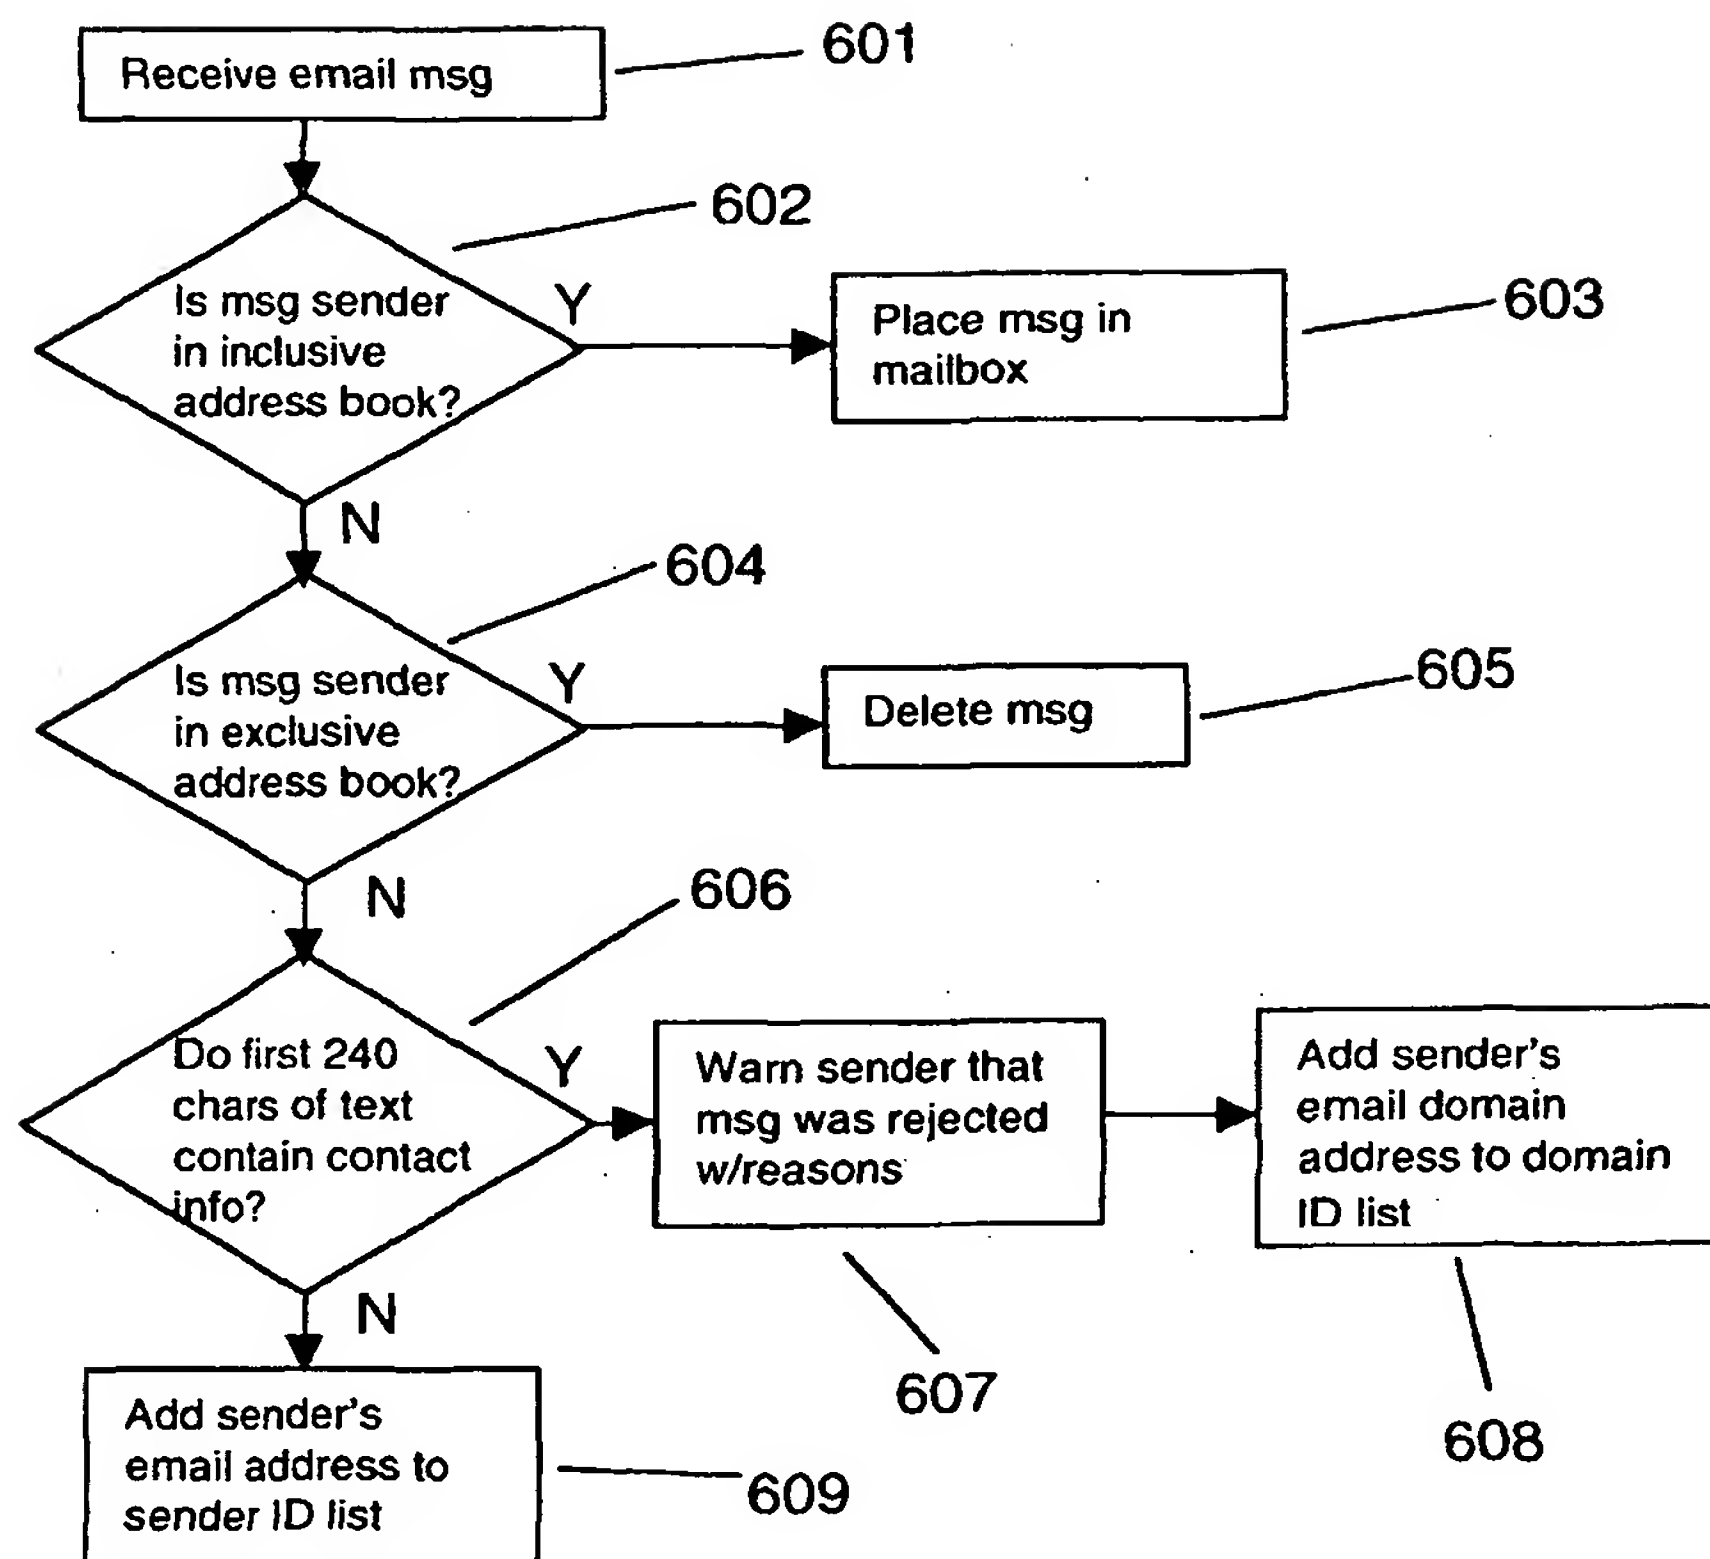 Receive email msg
601
602
Is msg sender
in inclusive
address book?
Y
Place msg in
mailbox
603
N
604
Is msg sender
in exclusive
address book?
Y
Delete msg
605
N
606
Do first 240
chars of text
contain contact
info?
Y
Warn sender that
msg was rejected
w/reasons
607
Add sender's
email domain
address to domain
ID list
608
N
Add sender's
email address to
sender ID list
609